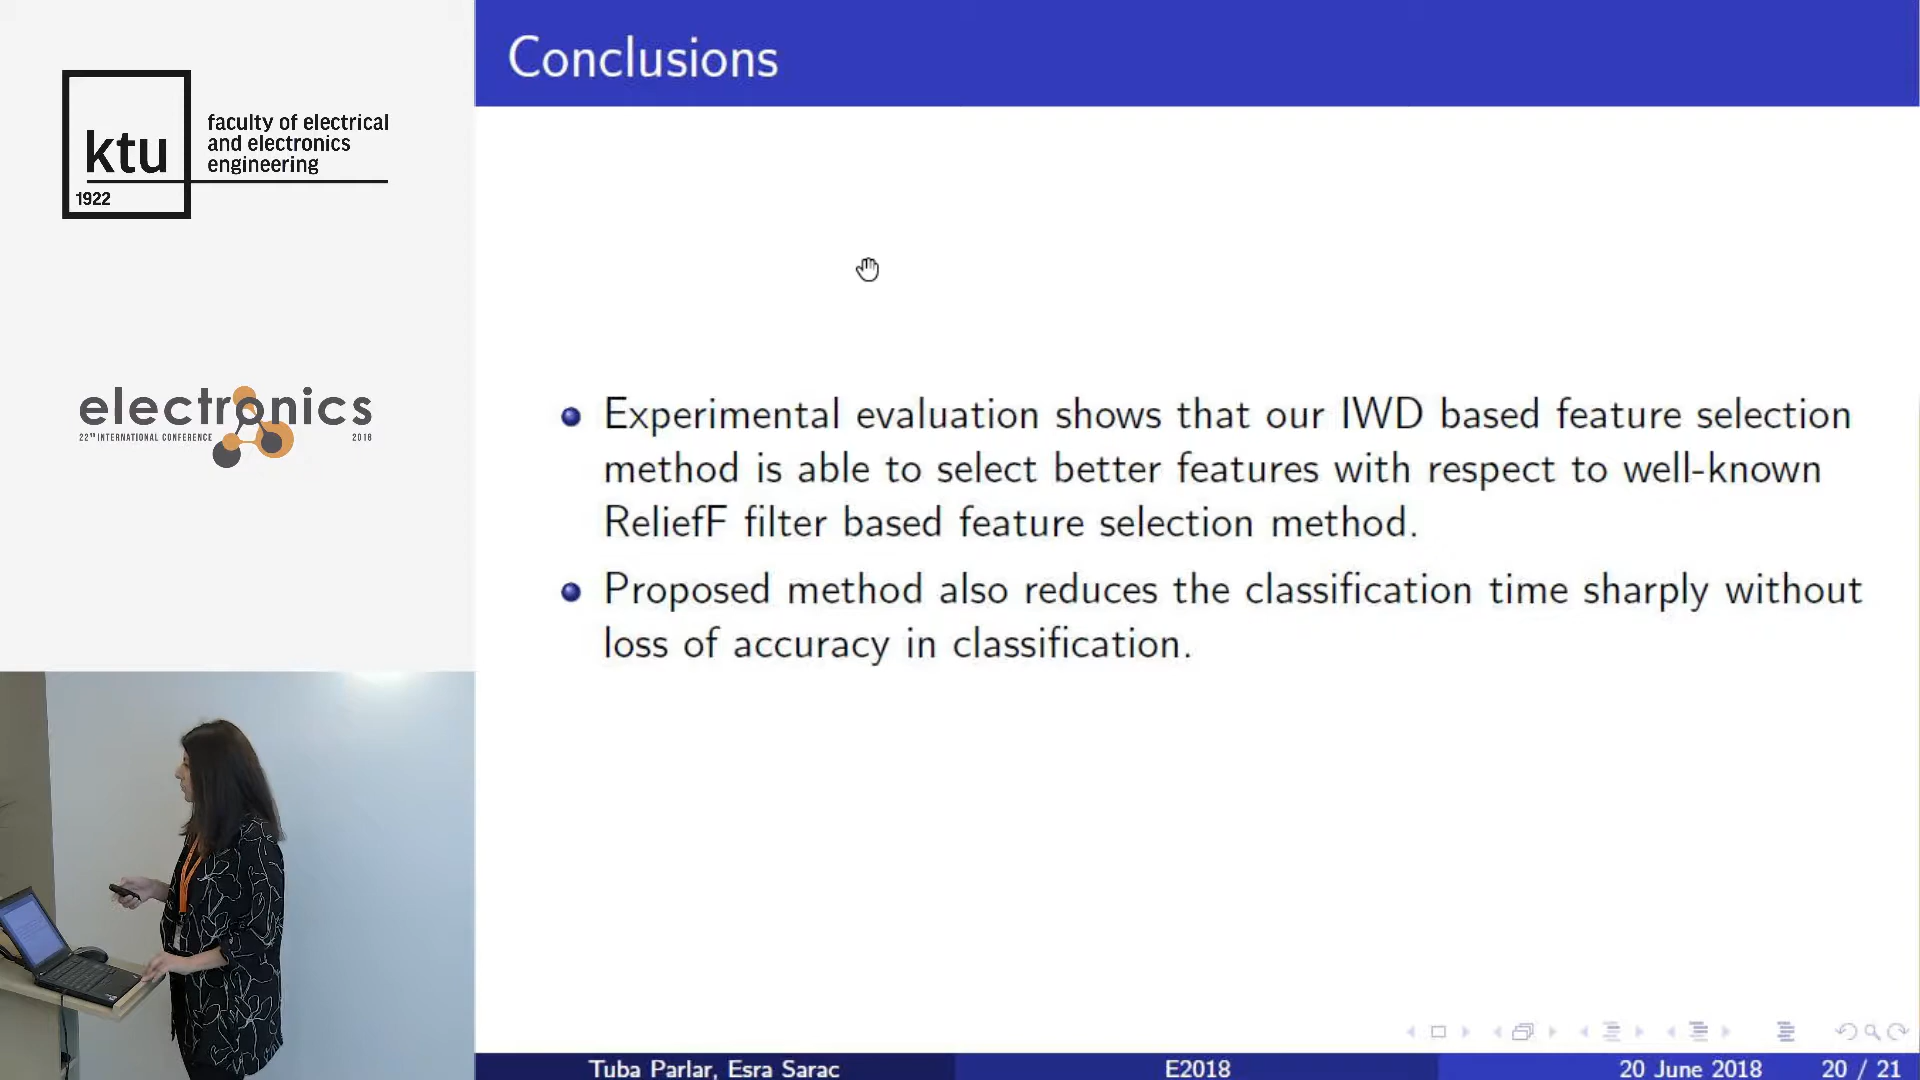 ktu
1922
faculty of electrical
and electronics
engineering
electronics
22ND INTERNATIONAL CONFERENCE 2018
Conclusions
Experimental evaluation shows that our IWD based feature selection
method is able to select better features with respect to well-known
ReliefF filter based feature selection method.
Proposed method also reduces the classification time sharply without
loss of accuracy in classification.
Tuba Parlar, Esra Sarac
E2018
20 June 2018
20 / 21